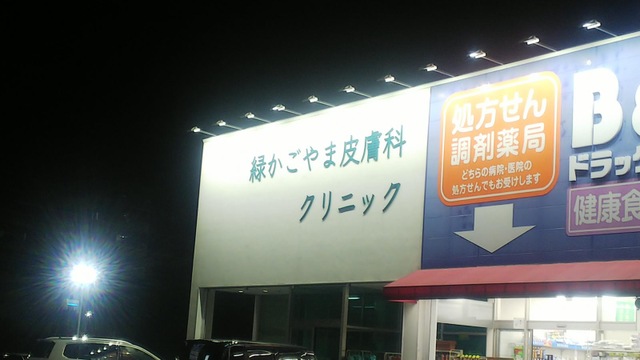 緑かごやま皮膚科
クリニック
処方せん
調剤薬局
どちらの病院・医院の
処方せんでもお受けします
B&
ドラッグ
健康食